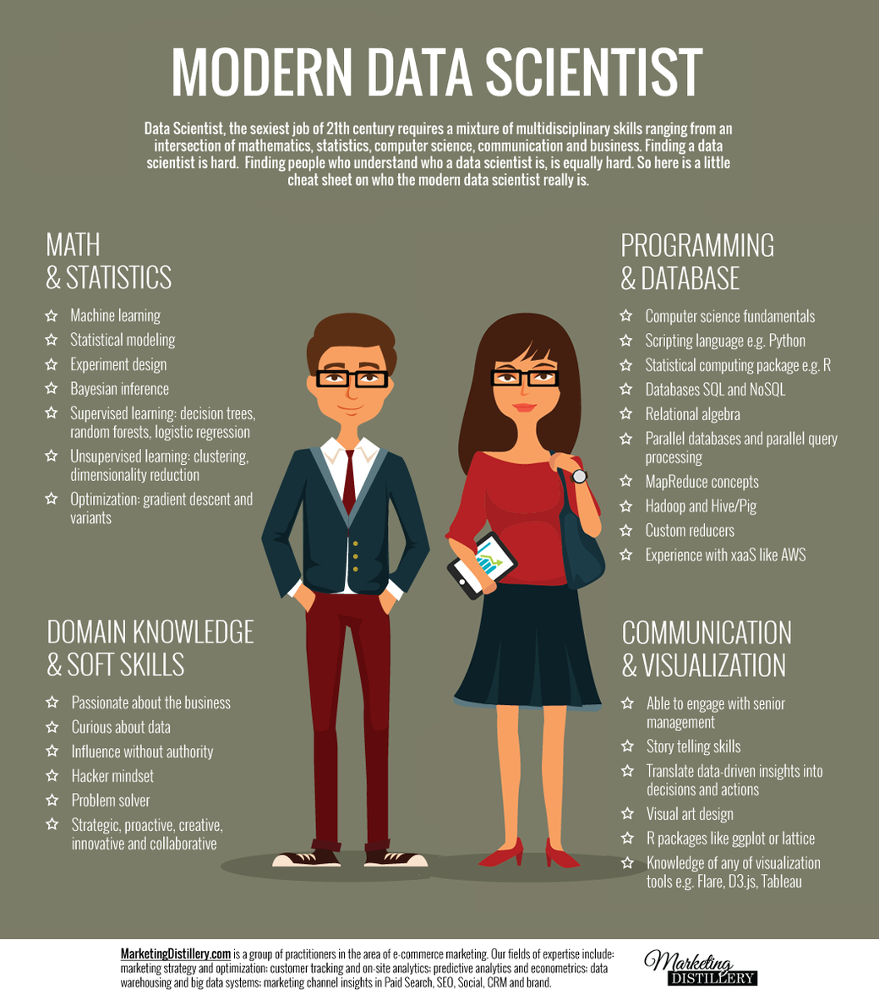 MODERN DATA SCIENTIST
Data Scientist, the sexiest job of 21th century requires a mixture of multidisciplinary skills ranging from an
intersection of mathematics, statistics, computer science, communication and business. Finding a data
scientist is hard. Finding people who understand who a data scientist is, is equally hard. So here is a little
cheat sheet on who the modern data scientist really is.
MATH
& STATISTICS
Machine learning
Statistical modeling
Experiment design
Bayesian inference
Supervised learning: decision trees,
random forests, logistic regression
Unsupervised learning: clustering,
dimensionality reduction
Optimization: gradient descent and
variants
PROGRAMMING
& DATABASE
Computer science fundamentals
Scripting language e.g. Python
Statistical computing package e.g. R
Databases SQL and NoSQL
Relational algebra
Parallel databases and parallel query
processing
MapReduce concepts
Hadoop and Hive/Pig
Custom reducers
Experience with xaaS like AWS
DOMAIN KNOWLEDGE
& SOFT SKILLS
Passionate about the business
Curious about data
Influence without authority
Hacker mindset
Problem solver
Strategic, proactive, creative,
innovative and collaborative
COMMUNICATION
& VISUALIZATION
Able to engage with senior
management
Story telling skills
Translate data-driven insights into
decisions and actions
Visual art design
R packages like ggplot or lattice
Knowledge of any of visualization
tools e.g. Flare, D3.js, Tableau
MarketingDistillery.com is a group of practitioners in the area of e-commerce marketing. Our fields of expertise include:
marketing strategy and optimization; customer tracking and on-site analytics; predictive analytics and econometrics; data
warehousing and big data systems; marketing channel insights in Paid Search, SEO, Social, CRM and brand.
Marketing
DISTILLERY